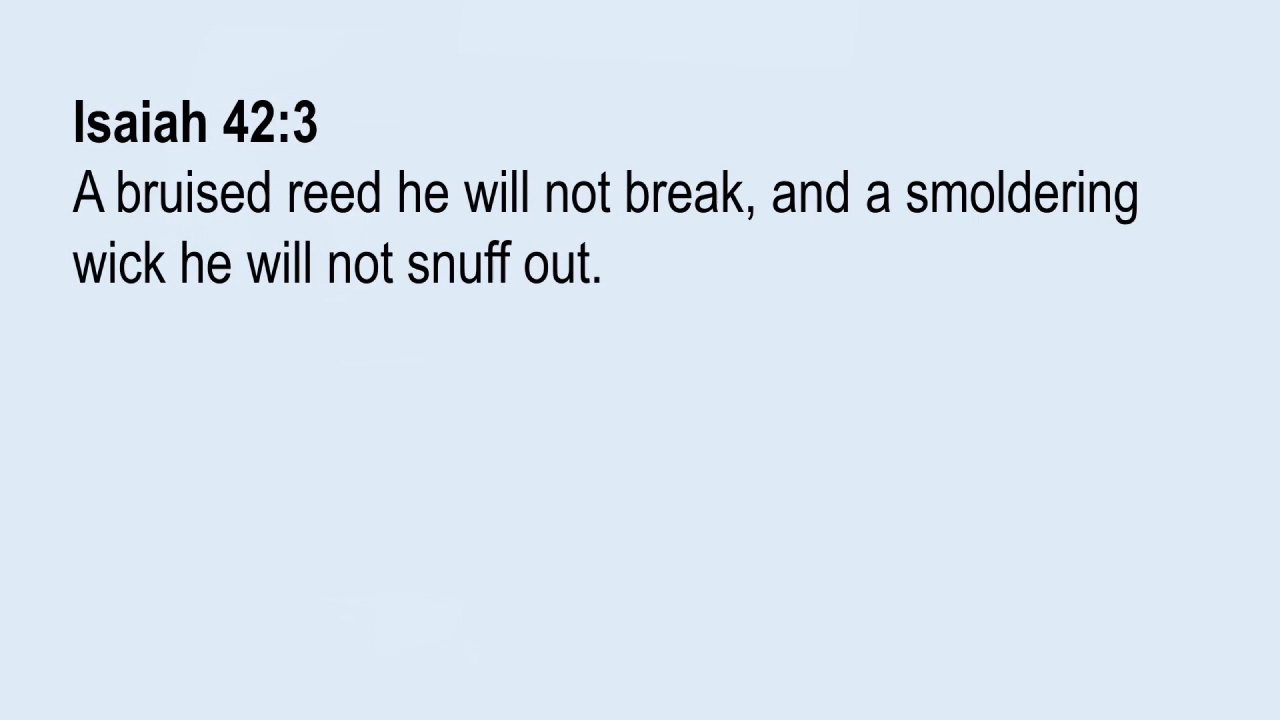 Isaiah 42:3
A bruised reed he will not break, and a smoldering
wick he will not snuff out.